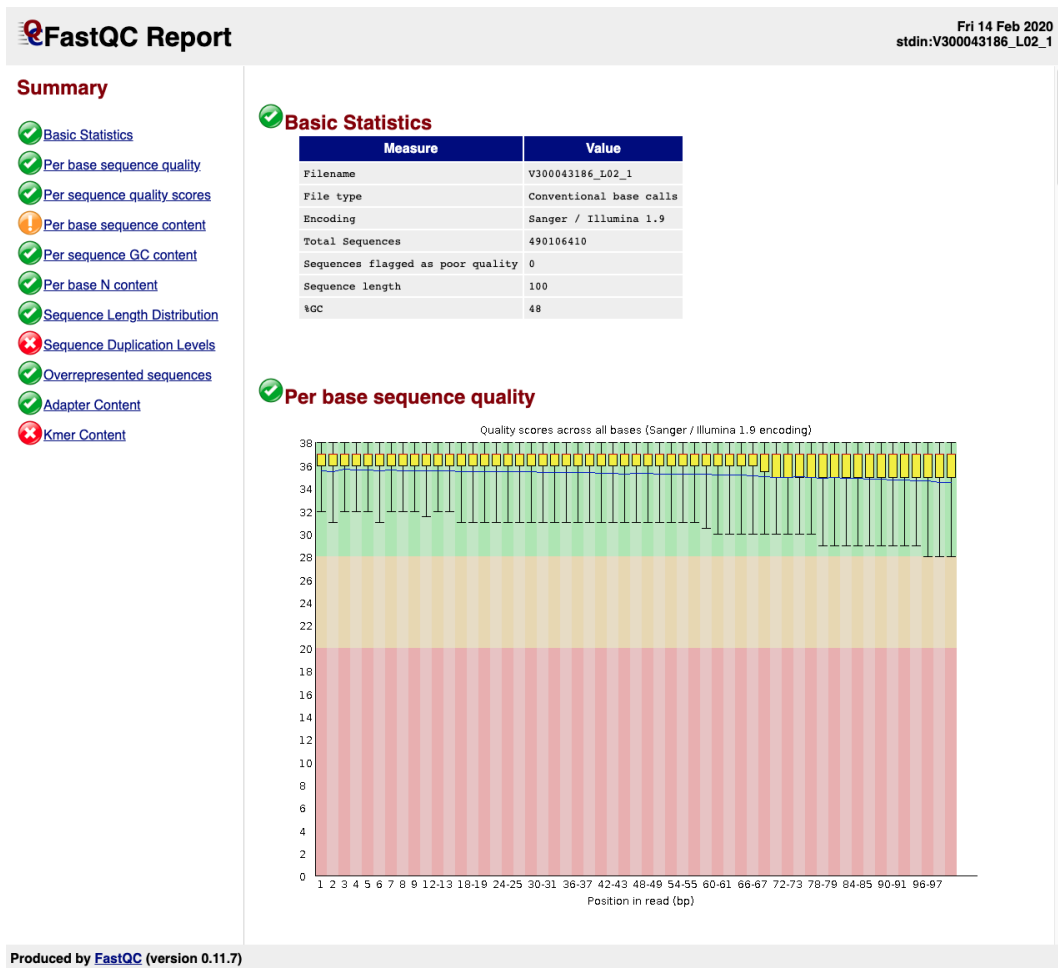 FastQC Report
Fri 14 Feb 2020
stdin:V300043186_L02_1
Summary
Basic Statistics
Per base sequence quality
Per sequence quality scores
Per base sequence content
Per sequence GC content
Per base N content
Sequence Length Distribution
Sequence Duplication Levels
Overrepresented sequences
Adapter Content
Kmer Content
Basic Statistics
Measure Value
Filename V300043186_L02_1
File type Conventional base calls
Encoding Sanger / Illumina 1.9
Total Sequences 490106410
Sequences flagged as poor quality 0
Sequence length 100
%GC 48
Per base sequence quality
Quality scores across all bases (Sanger / Illumina 1.9 encoding)
38
36
34
32
30
28
26
24
22
20
18
16
14
12
10
8
6
4
2
0
1 2 3 4 5 6 7 8 9 12-13 18-19 24-25 30-31 36-37 42-43 48-49 54-55 60-61 66-67 72-73 78-79 84-85 90-91 96-97
Position in read (bp)
Produced by FastQC (version 0.11.7)